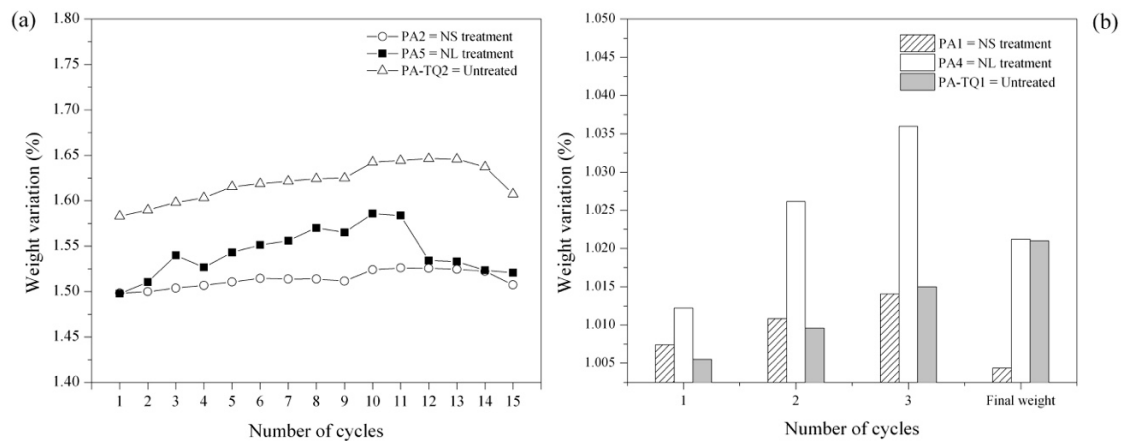 (a)
1.80
1.75
1.70
1.65
1.60
1.55
1.50
1.45
1.40
Weight variation (%)
PA2 = NS treatment
PA5 = NL treatment
PA-TQ2 = Untreated
1 2 3 4 5 6 7 8 9 10 11 12 13 14 15
Number of cycles
(b)
1.050
1.045
1.040
1.035
1.030
1.025
1.020
1.015
1.010
1.005
Weight variation (%)
PA1 = NS treatment
PA4 = NL treatment
PA-TQ1 = Untreated
1 2 3 Final weight
Number of cycles